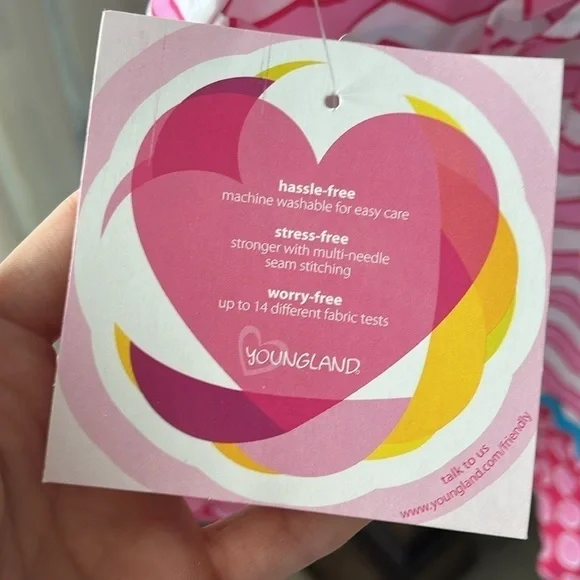 hassle-free
machine washable for easy care
stress-free
stronger with multi-needle
seam stitching
worry-free
up to 14 different fabric tests
YOUNGLAND®
talk to us
www.youngland.com/friendly